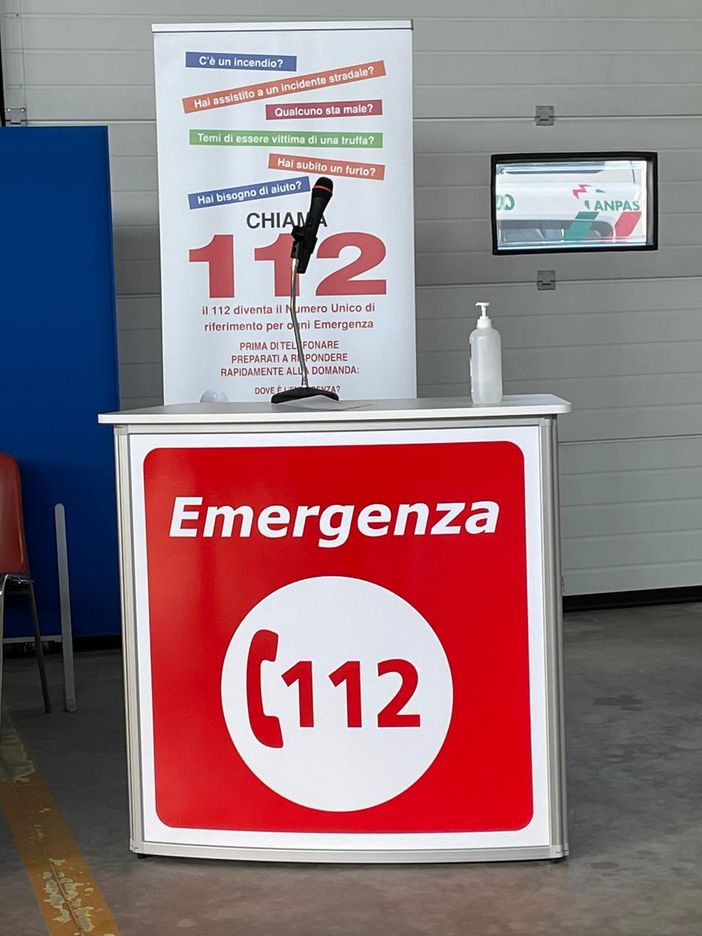 C'è un incendio?
Hai assistito a un incidente stradale?
Qualcuno sta male?
Temi di essere vittima di una truffa?
Hai subito un furto?
Hai bisogno di aiuto?
CHIAMA
112
il 112 diventa il Numero Unico di
riferimento per ogni Emergenza
PRIMA DI TELEFONARE
PREPARATI A RISPONDERE
RAPIDAMENTE ALLA DOMANDA:
DOVE È L'EMERGENZA?
ANPAS
Emergenza
112